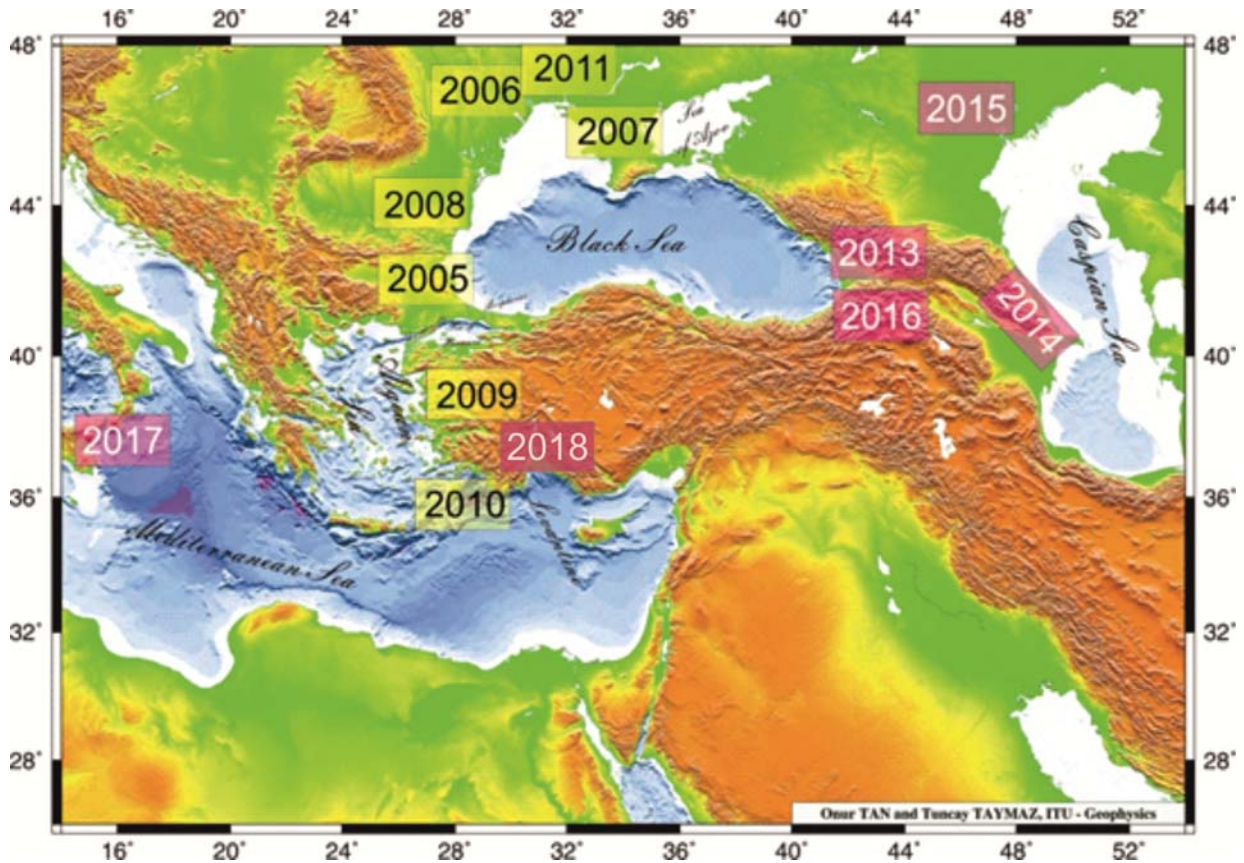 16° 20° 24° 28° 32° 36° 40° 44° 48° 52°
48° 48°
2011
2006
2015
2007
Sea
of Azov
2008
44° 44°
Black Sea
2013
Caspian Sea
2005
2016
2014
40° 40°
Aegean
Sea
2009
2017
2018
36° 36°
2010
Levantine
Mediterranean Sea
32° 32°
28° 28°
Onur TAN and Tuncay TAYMAZ, ITU - Geophysics
16° 20° 24° 28° 32° 36° 40° 44° 48° 52°